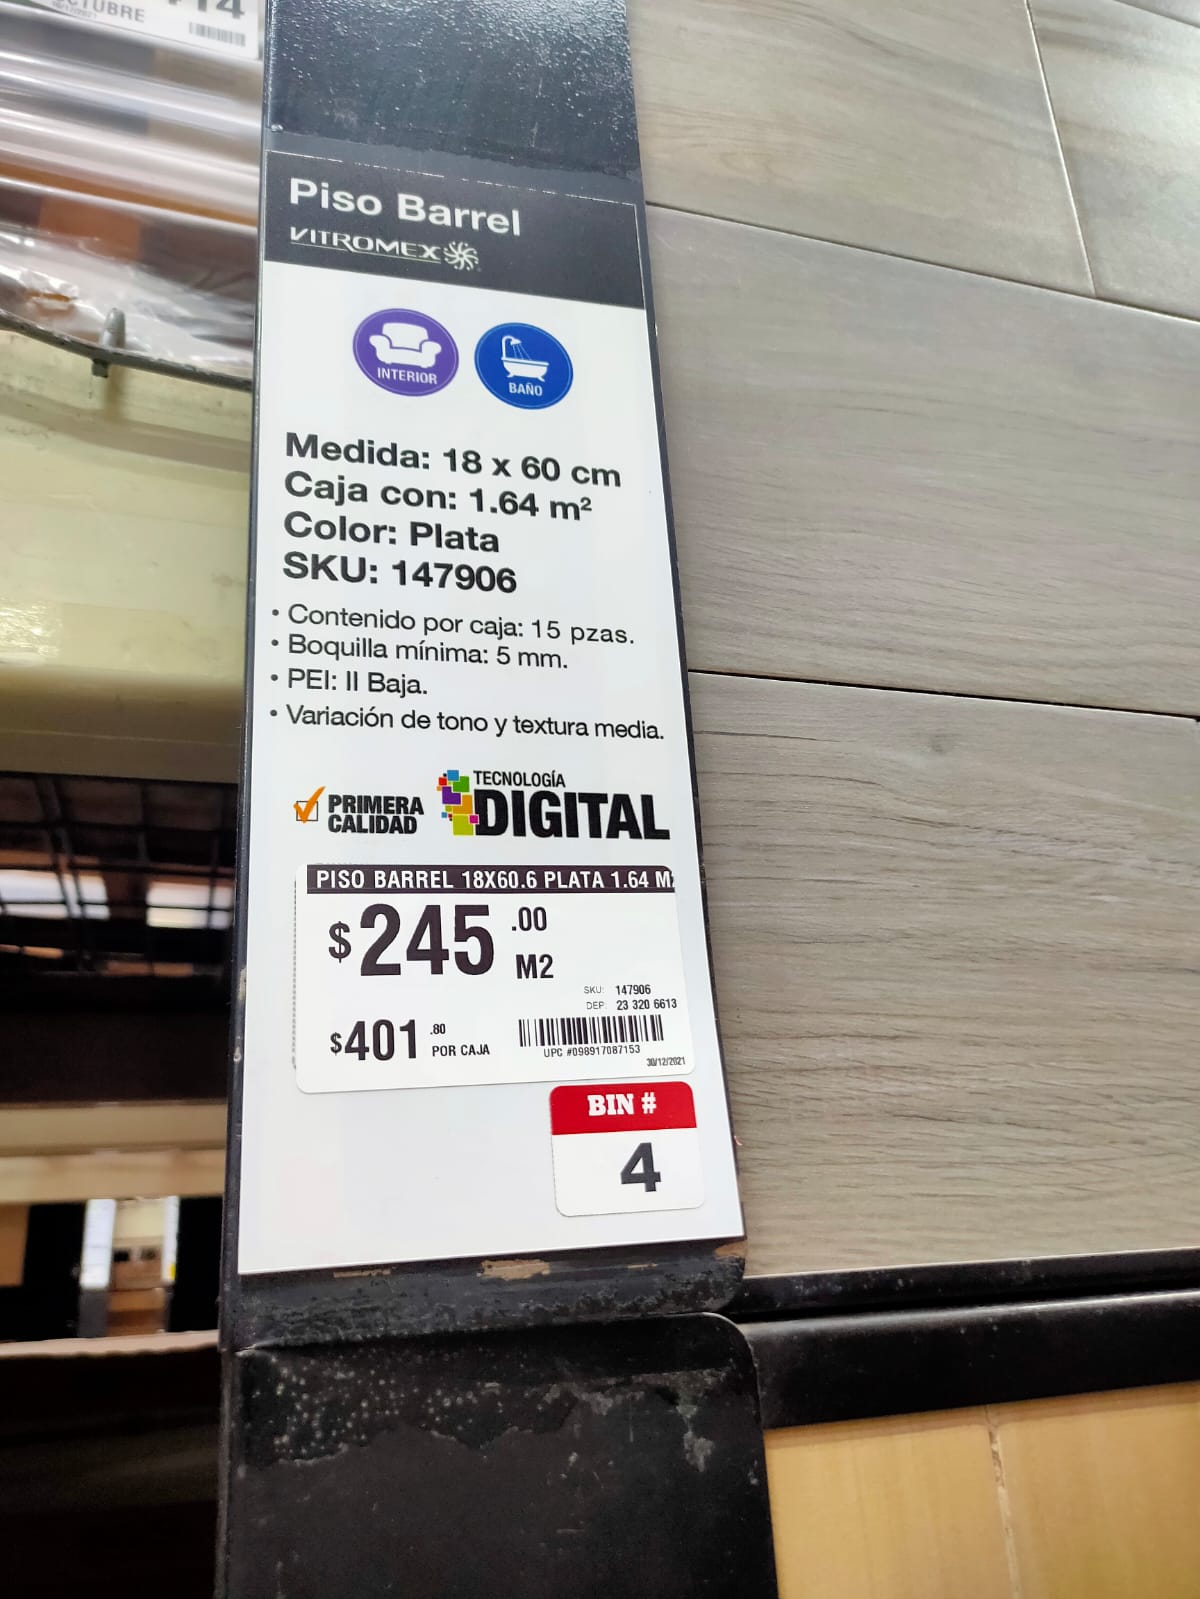 CTUBRE
14
Piso Barrel
VITROMEX
INTERIOR
BAÑO
Medida: 18 x 60 cm
Caja con: 1.64 m²
Color: Plata
SKU: 147906
• Contenido por caja: 15 pzas.
• Boquilla mínima: 5 mm.
• PEI: II Baja.
• Variación de tono y textura media.
PRIMERA
CALIDAD
TECNOLOGÍA
DIGITAL
PISO BARREL 18X60.6 PLATA 1.64 M
$245.00
M2
SKU: 147906
DEP: 23 320 6613
$401.80
POR CAJA
UPC #098917087153
30/12/2021
BIN #
4